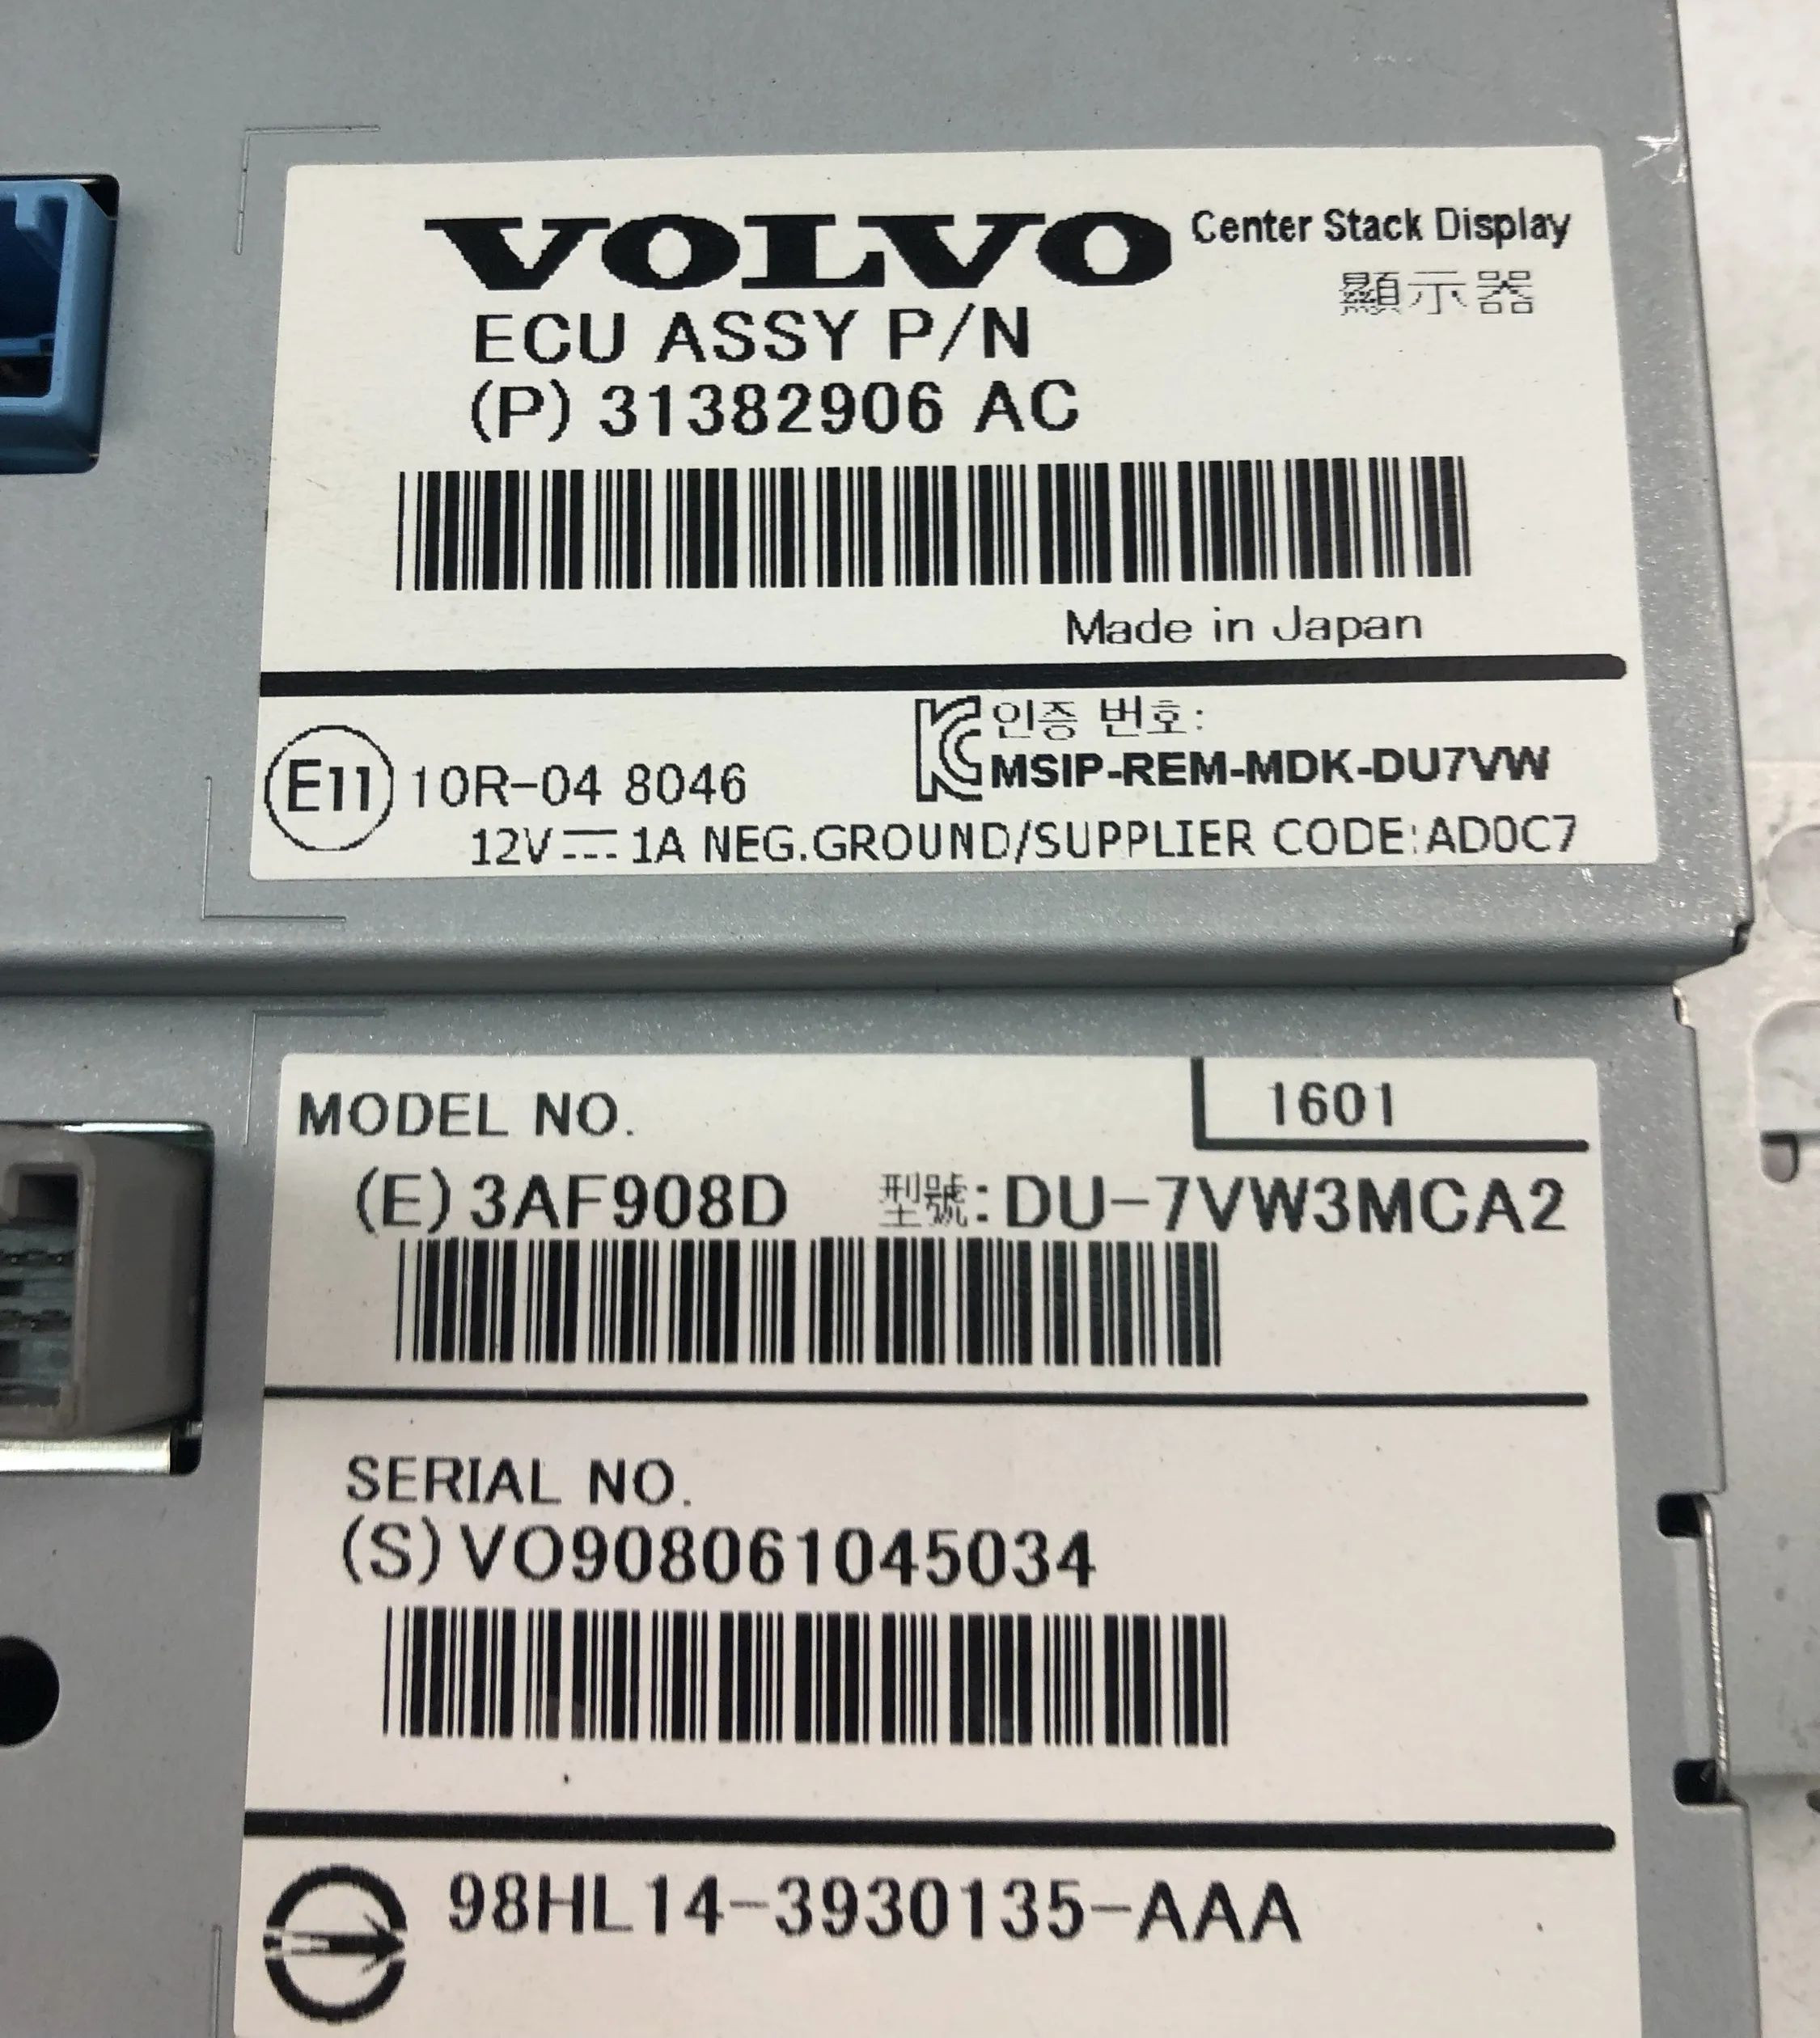 VOLVO Center Stack Display
顯示器
ECU ASSY P/N
(P) 31382906 AC
Made in Japan
E11 10R-04 8046
인증 번호:
MSIP-REM-MDK-DU7VW
12V⎓1A NEG.GROUND/SUPPLIER CODE:AD0C7
MODEL NO.
1601
(E)3AF908D 型號:DU-7VW3MCA2
SERIAL NO.
(S)VO908061045034
98HL14-3930135-AAA